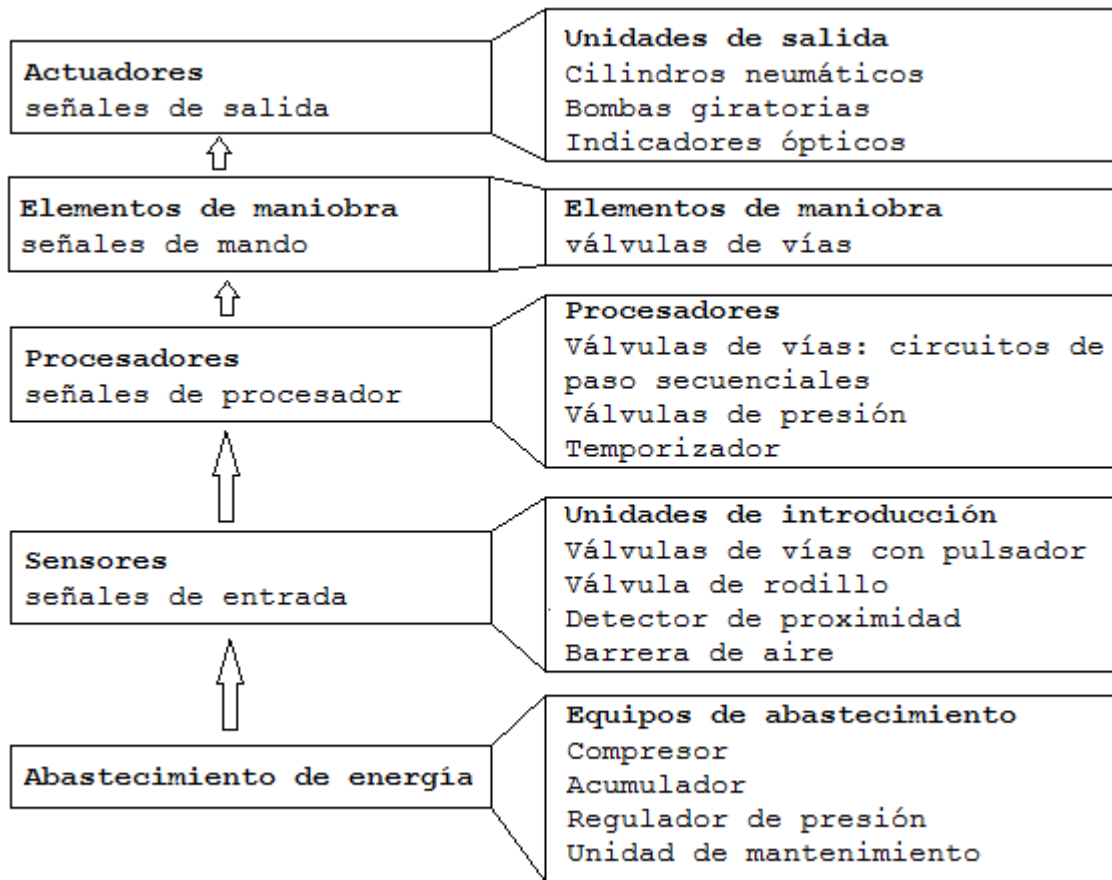 Actuadores
señales de salida
Unidades de salida
Cilindros neumáticos
Bombas giratorias
Indicadores ópticos
Elementos de maniobra
señales de mando
Elementos de maniobra
válvulas de vías
Procesadores
señales de procesador
Procesadores
Válvulas de vías: circuitos de
paso secuenciales
Válvulas de presión
Temporizador
Sensores
señales de entrada
Unidades de introducción
Válvulas de vías con pulsador
Válvula de rodillo
Detector de proximidad
Barrera de aire
Abastecimiento de energía
Equipos de abastecimiento
Compresor
Acumulador
Regulador de presión
Unidad de mantenimiento